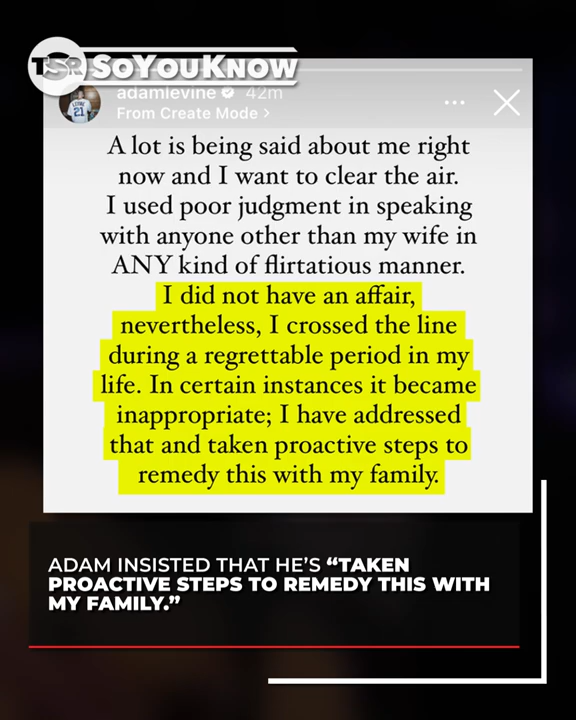 TSR SOYOUKNOW
adamlevine 42m
From Create Mode >
LEVINE
21
A lot is being said about me right
now and I want to clear the air.
I used poor judgment in speaking
with anyone other than my wife in
ANY kind of flirtatious manner.
I did not have an affair,
nevertheless, I crossed the line
during a regrettable period in my
life. In certain instances it became
inappropriate; I have addressed
that and taken proactive steps to
remedy this with my family.
ADAM INSISTED THAT HE’S “TAKEN
PROACTIVE STEPS TO REMEDY THIS WITH
MY FAMILY.”